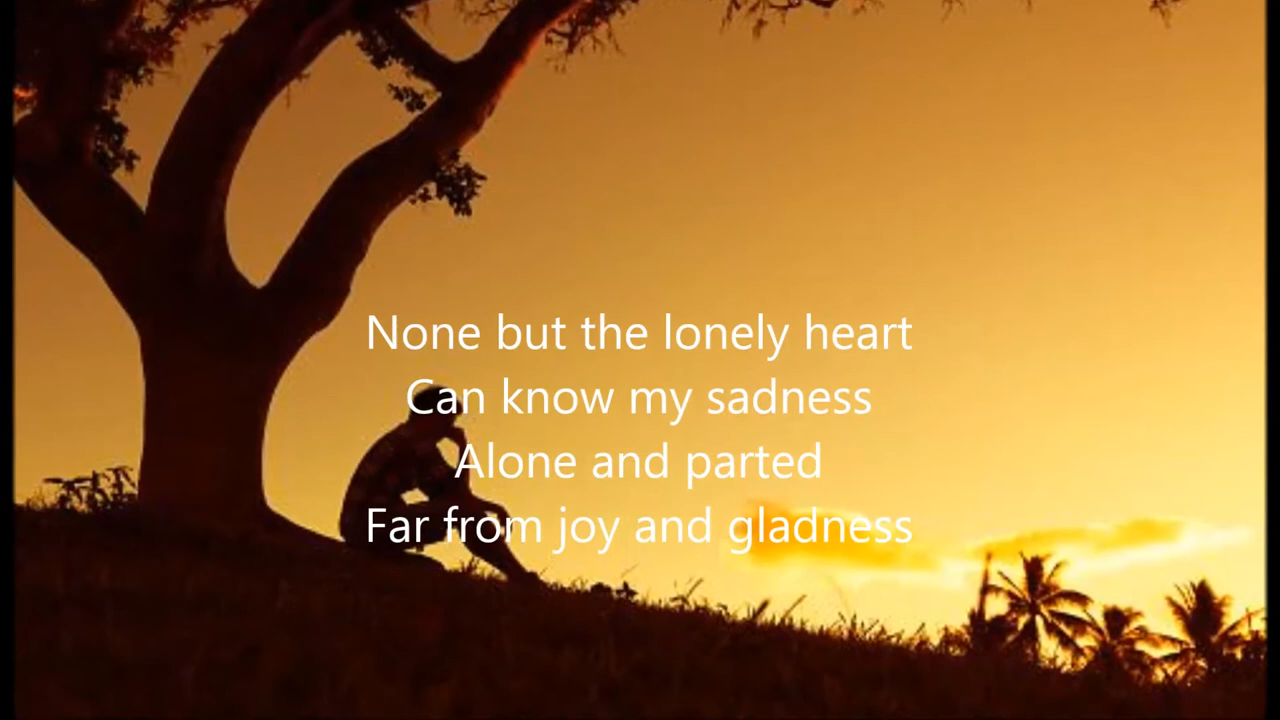 None but the lonely heart
Can know my sadness
Alone and parted
Far from joy and gladness